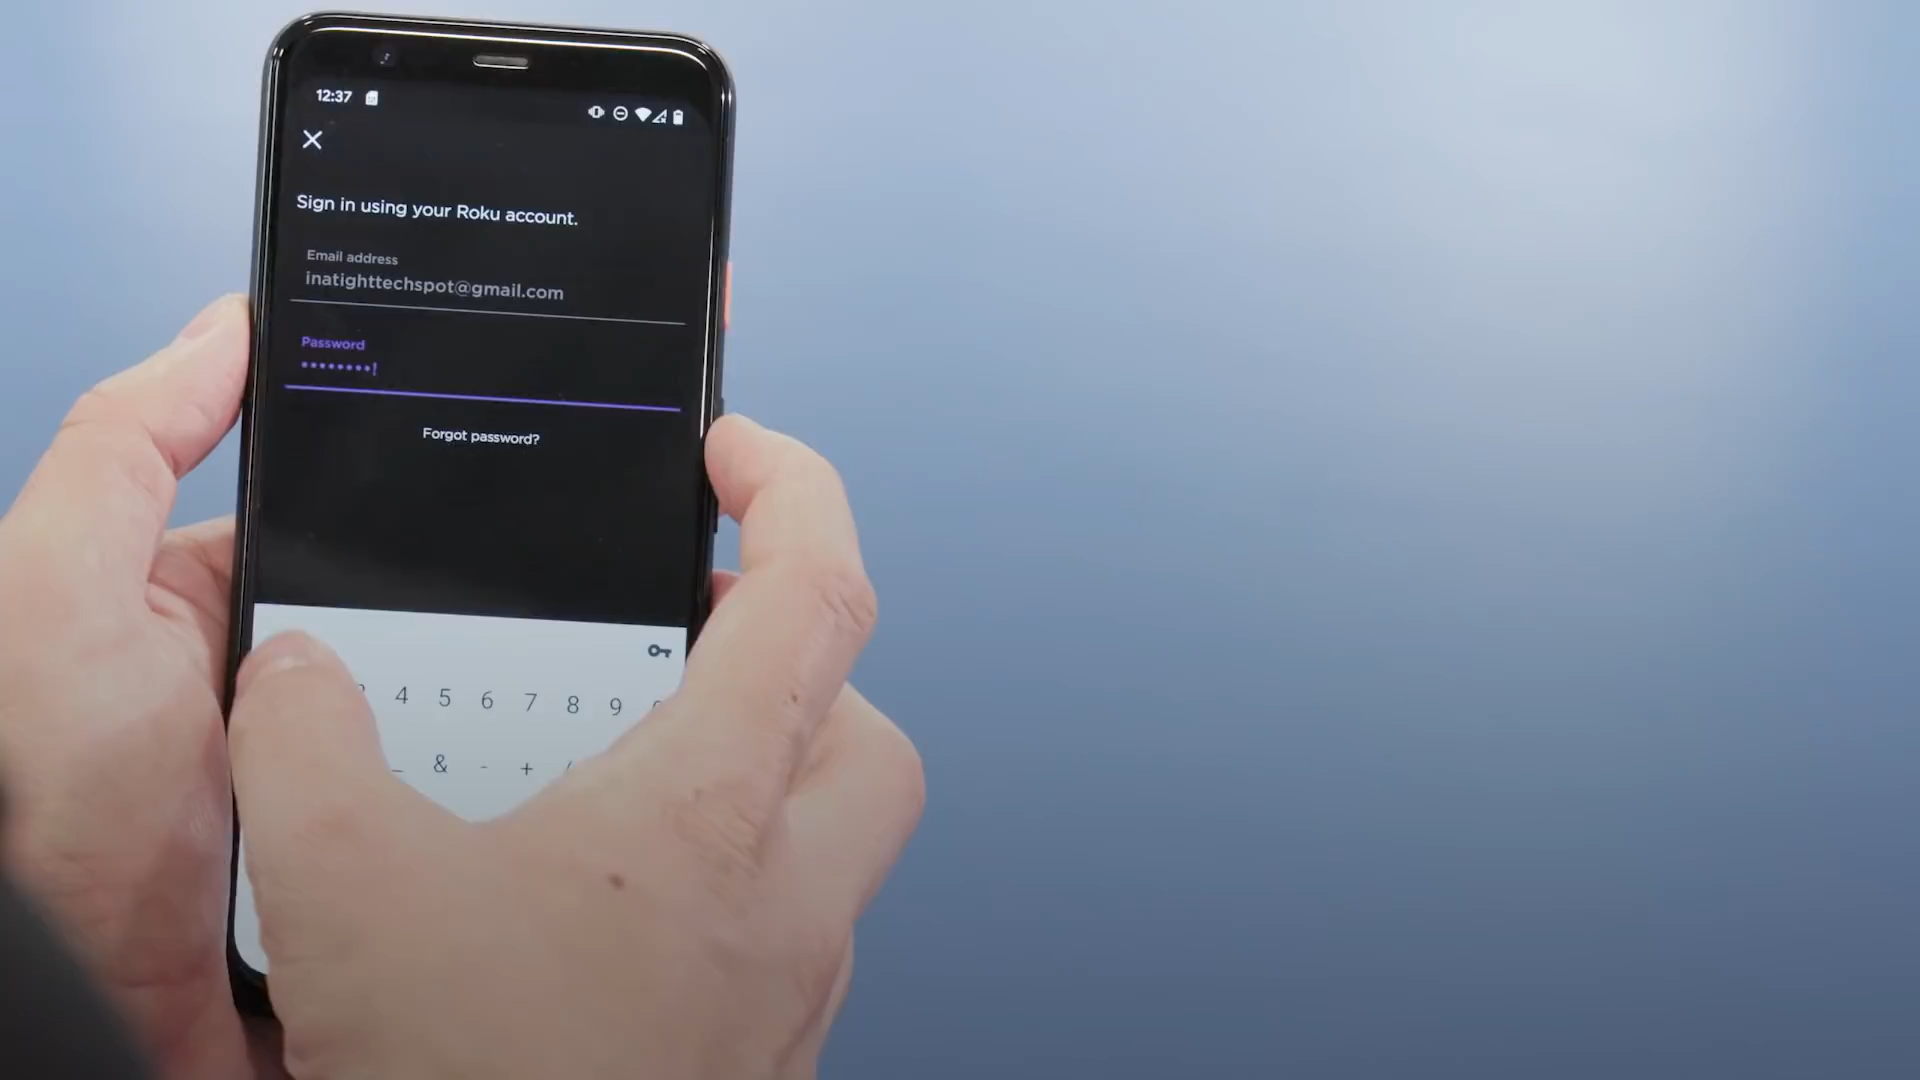 12:37
Sign in using your Roku account.
Email address
inatighttechspot@gmail.com
Password
••••••••!
Forgot password?
4 5 6 7 8 9
_ & - +